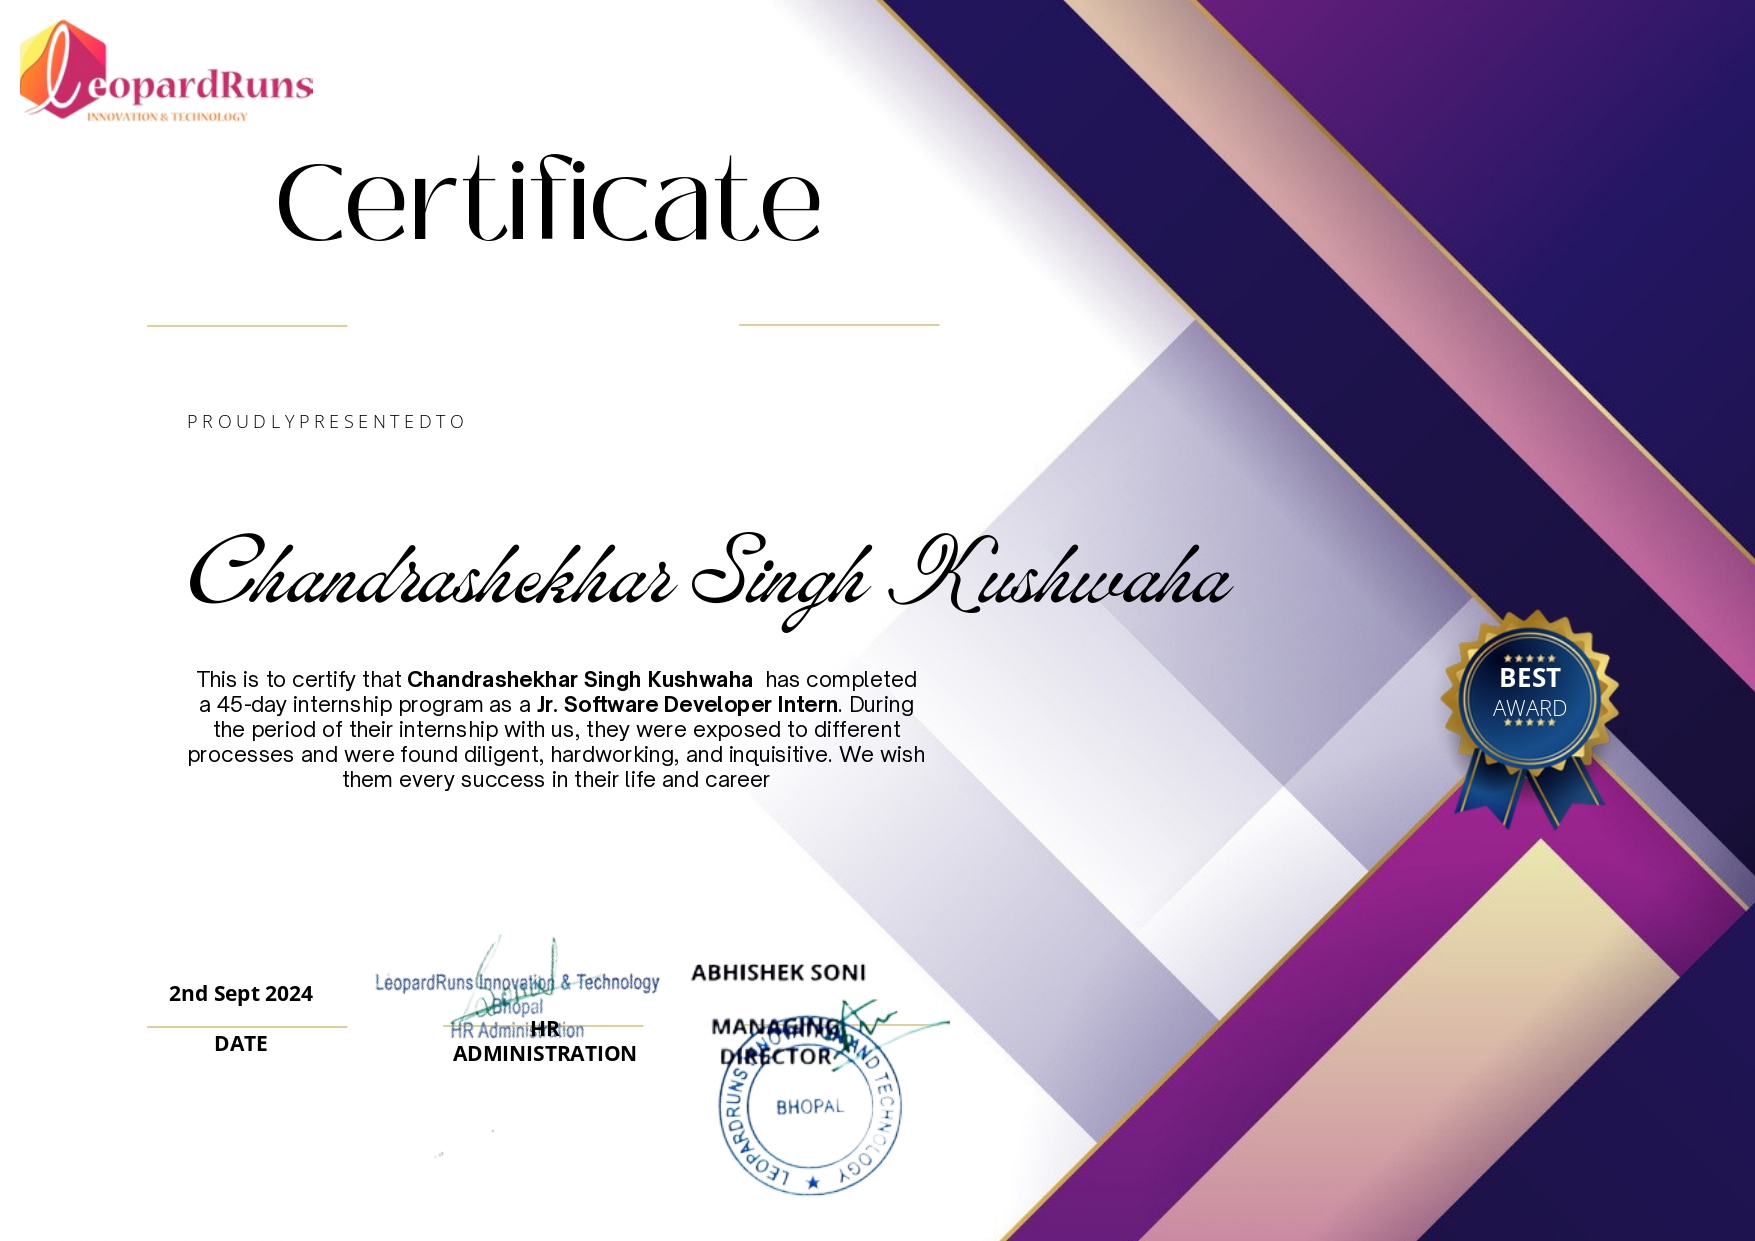 LeopardRuns
INNOVATION & TECHNOLOGY
Certificate
PROUDLYPRESENTEDTO
Chandrashekhar Singh Kushwaha
This is to certify that Chandrashekhar Singh Kushwaha has completed
a 45-day internship program as a Jr. Software Developer Intern. During
the period of their internship with us, they were exposed to different
processes and were found diligent, hardworking, and inquisitive. We wish
them every success in their life and career
BEST
AWARD
2nd Sept 2024
DATE
LeopardRuns Innovation & Technology
Bhopal
HR Administration
HR
ADMINISTRATION
ABHISHEK SONI
MANAGING
DIRECTOR
LEOPARDRUNS INNOVATION AND TECHNOLOGY
BHOPAL